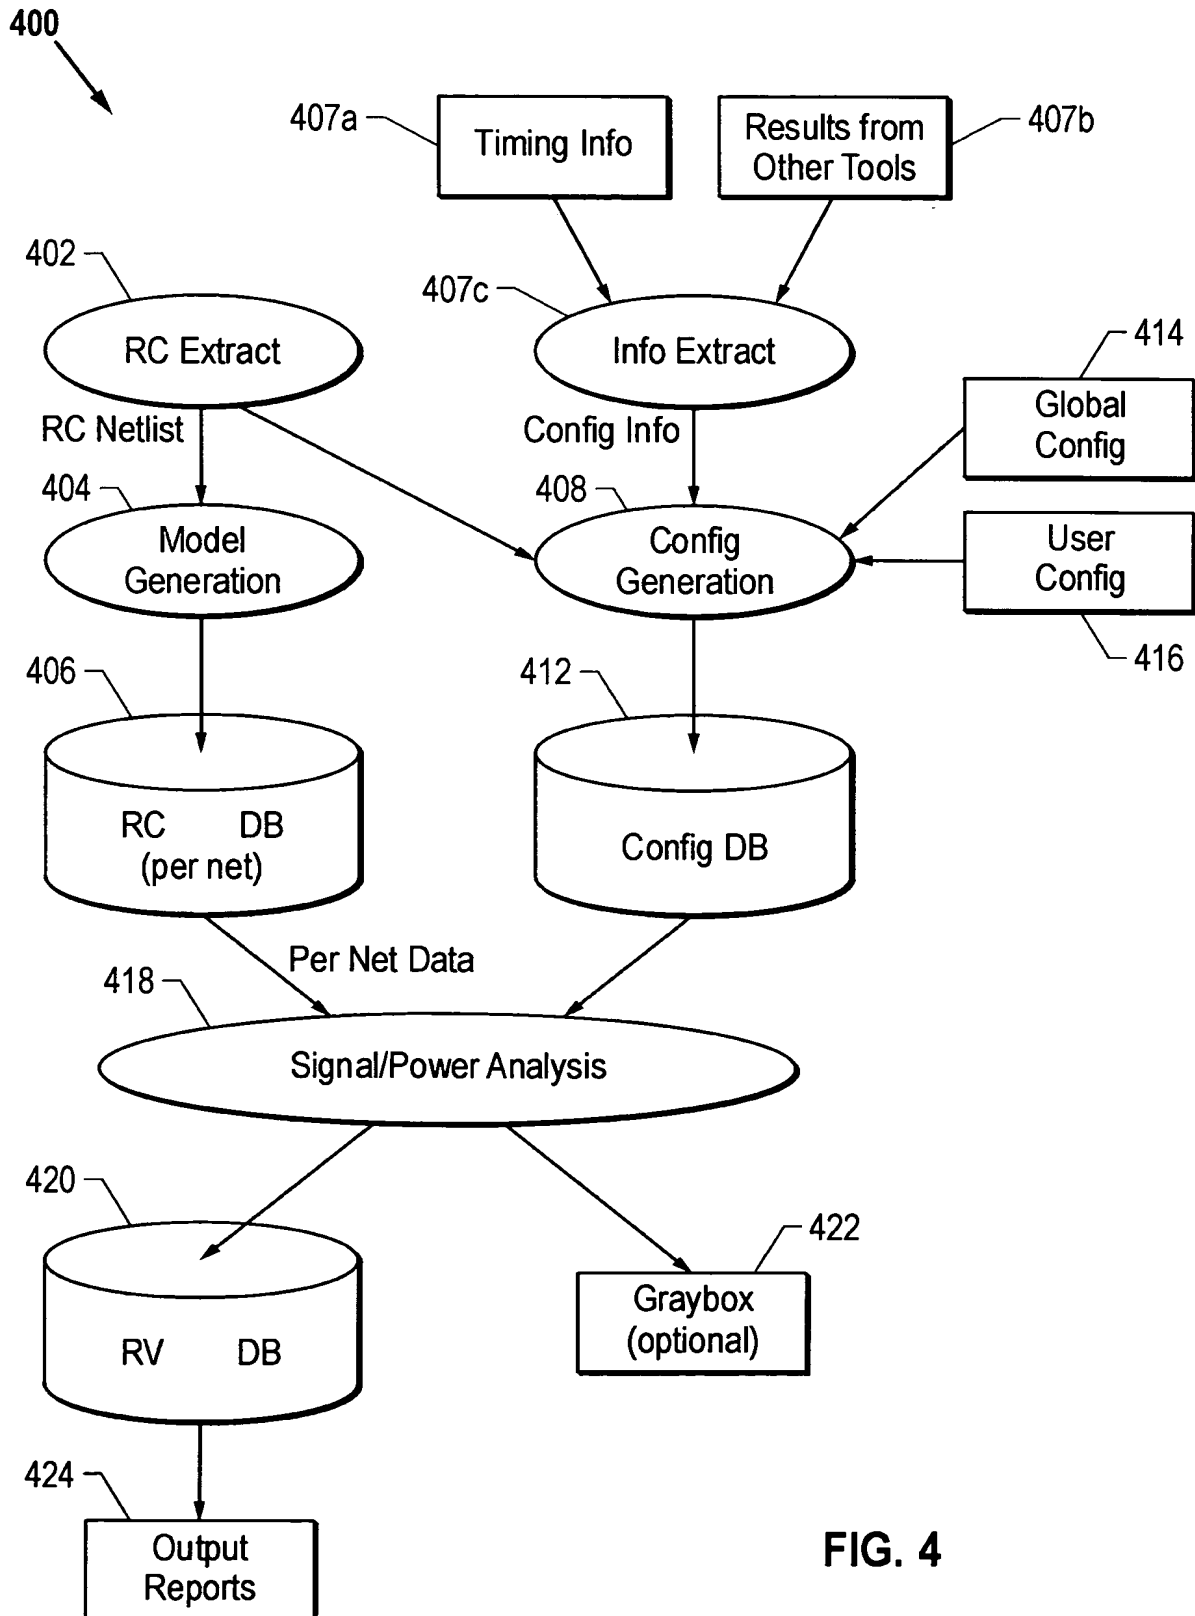 400
407a
Timing Info
Results from
Other Tools
407b
402
RC Extract
407c
Info Extract
414
Global
Config
RC Netlist
Config Info
404
Model
Generation
408
Config
Generation
User
Config
416
406
RC DB
(per net)
412
Config DB
Per Net Data
418
Signal/Power Analysis
420
RV DB
422
Graybox
(optional)
424
Output
Reports
FIG. 4